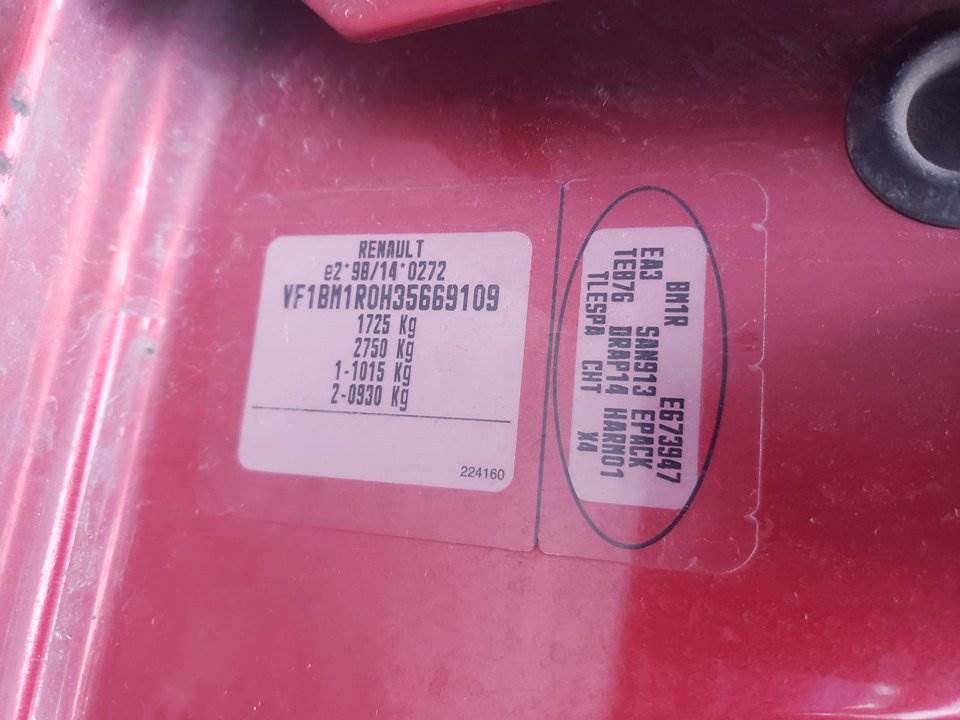 RENAULT
e2*98/14*0272
VF1BM1R0H35669109
1725 Kg
2750 Kg
1-1015 Kg
2-0930 Kg
224160
BM1R E673947
EA3 SAN913 EPACK
TEB7G DRAP14 HARM01
TLESPA CHT X4